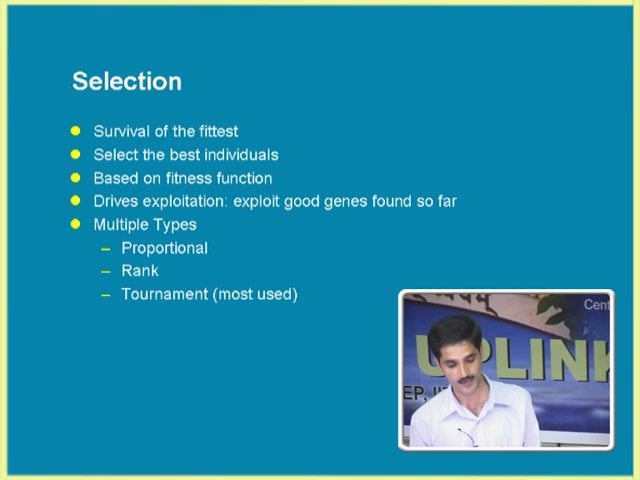 Selection
Survival of the fittest
Select the best individuals
Based on fitness function
Drives exploitation: exploit good genes found so far
Multiple Types
– Proportional
– Rank
– Tournament (most used)
Cent
UPLINK
EP, II